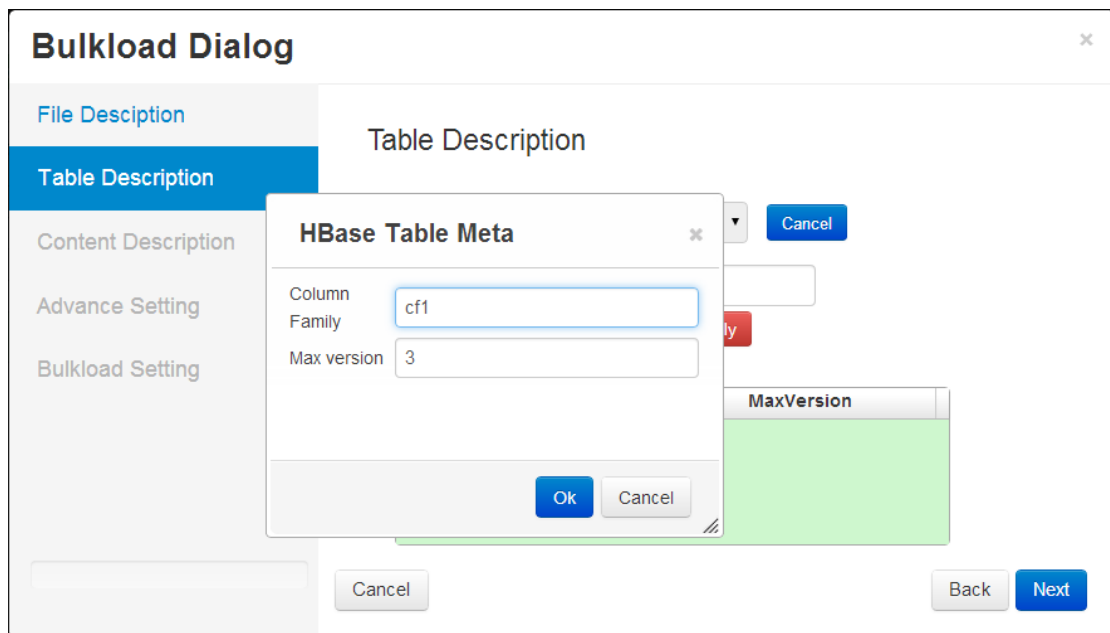 Bulkload Dialog
×
File Desciption
Table Description
Content Description
Advance Setting
Bulkload Setting
Table Description
Cancel
ly
MaxVersion
HBase Table Meta
×
Column
Family
cf1
Max version
3
Ok
Cancel
Cancel
Back
Next